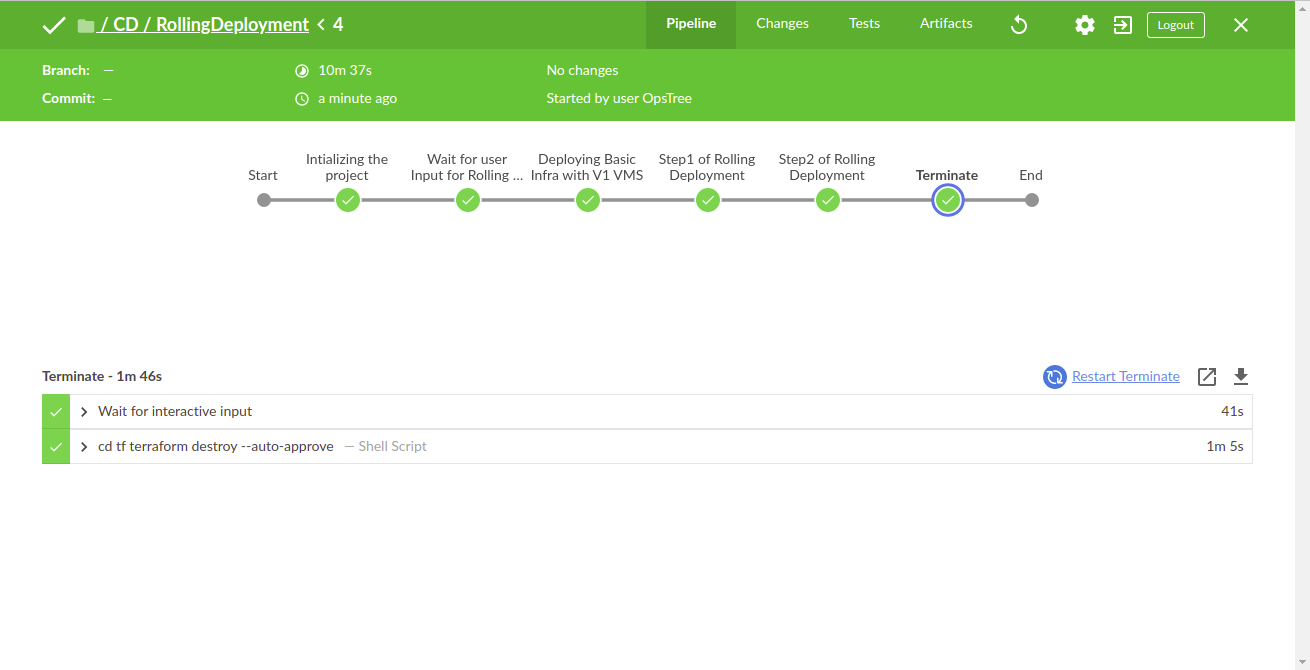 / CD / RollingDeployment < 4
Pipeline
Changes
Tests
Artifacts
Logout
Branch: —
10m 37s
No changes
Commit: —
a minute ago
Started by user OpsTree
Start
Intializing the
project
Wait for user
Input for Rolling ...
Deploying Basic
Infra with V1 VMS
Step1 of Rolling
Deployment
Step2 of Rolling
Deployment
Terminate
End
Terminate - 1m 46s
Restart Terminate
Wait for interactive input
41s
cd tf terraform destroy --auto-approve — Shell Script
1m 5s